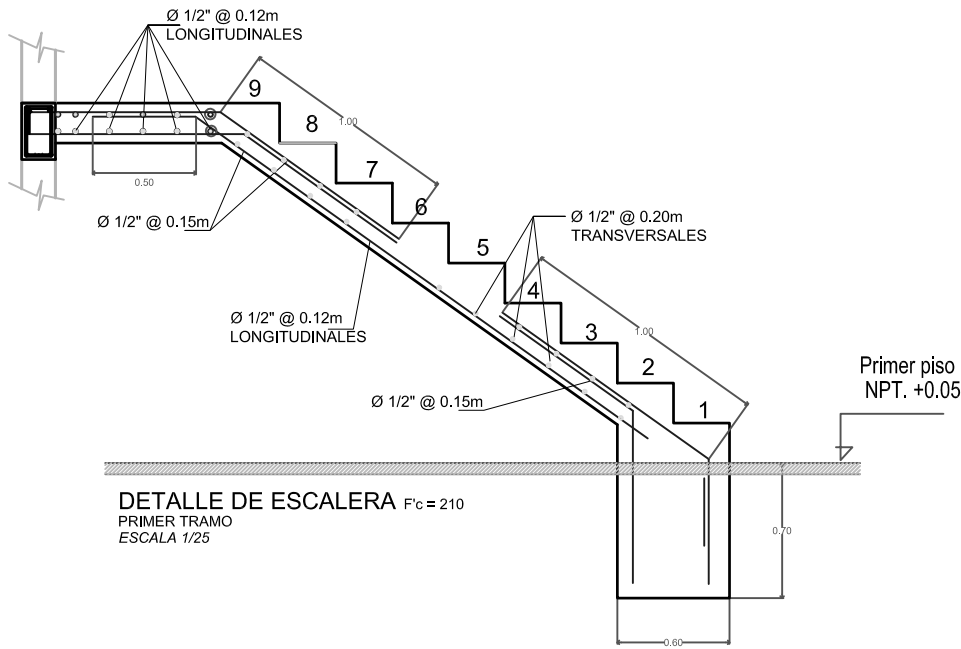 Ø 1/2" @ 0.12m
LONGITUDINALES
9
1.00
8
7
0.50
6
Ø 1/2" @ 0.15m
Ø 1/2" @ 0.20m
TRANSVERSALES
5
4
Ø 1/2" @ 0.12m
LONGITUDINALES
1.00
3
2
Primer piso
NPT. +0.05
Ø 1/2" @ 0.15m
1
DETALLE DE ESCALERA F'c = 210
PRIMER TRAMO
ESCALA 1/25
0.70
0.60